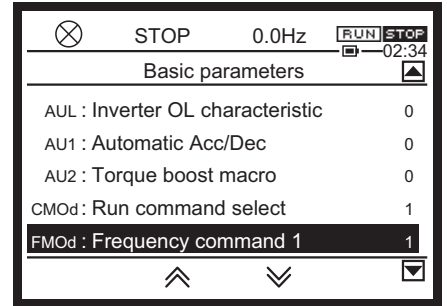 STOP 0.0Hz RUN STOP
02:34
Basic parameters
AUL : Inverter OL characteristic 0
AU1 : Automatic Acc/Dec 0
AU2 : Torque boost macro 0
CMOd : Run command select 1
FMOd : Frequency command 1 1